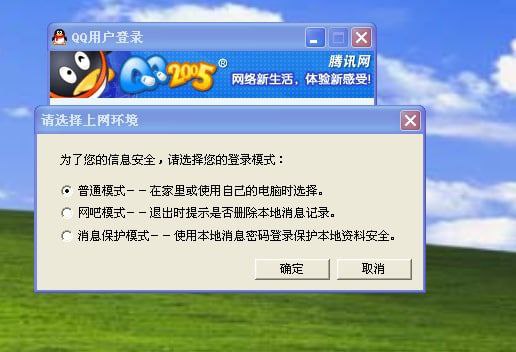 QQ用户登录
腾讯网
QQ2005®
网络新生活，体验新感受!
请选择上网环境
为了您的信息安全，请选择您的登录模式：
普通模式－－在家里或使用自己的电脑时选择。
网吧模式－－退出时提示是否删除本地消息记录。
消息保护模式－－使用本地消息密码登录保护本地资料安全。
确定 取消